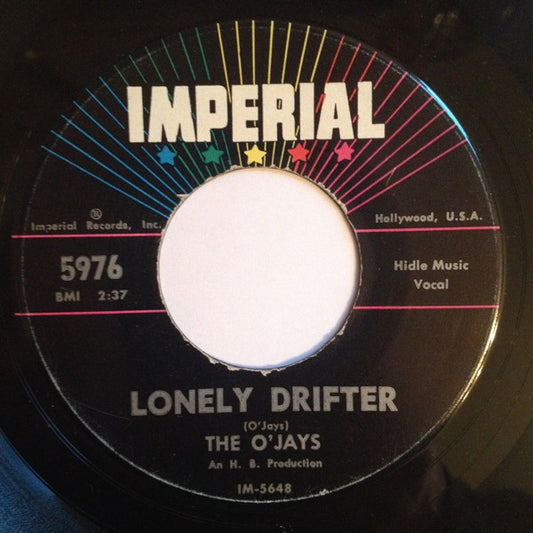 IMPERIAL
®
Imperial Records, Inc. Hollywood, U.S.A.
5976 Hidle Music
BMI 2:37 Vocal
LONELY DRIFTER
(O'Jays)
THE O'JAYS
An H. B. Production
IM-5648